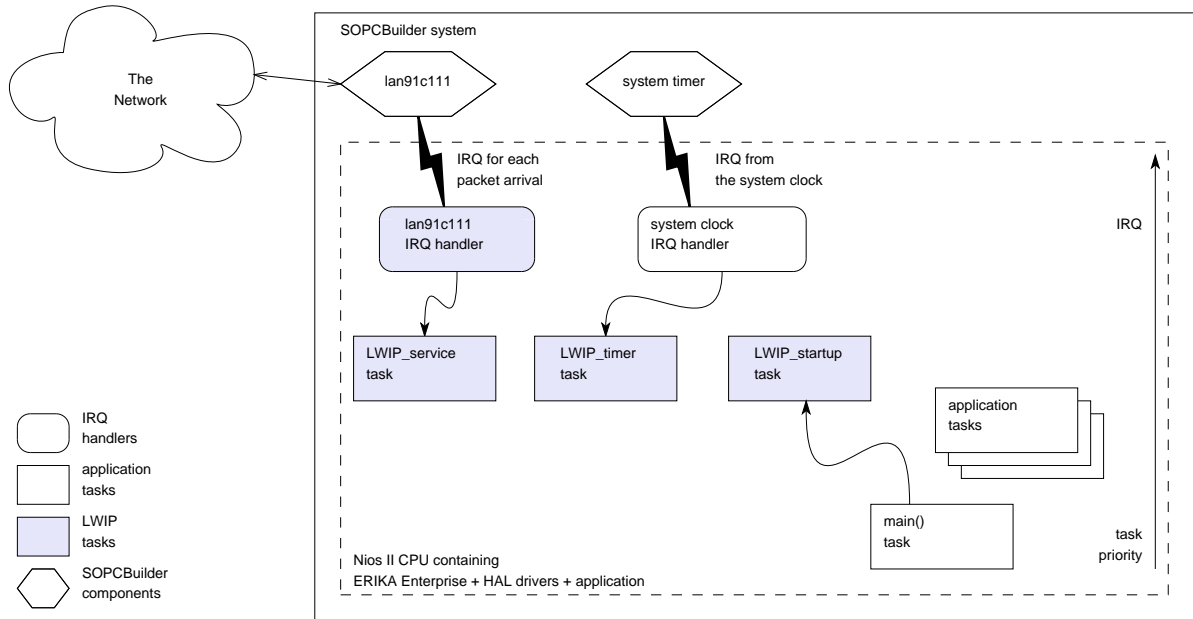 SOPCBuilder system
The
Network
lan91c111
system timer
IRQ for each
packet arrival
IRQ from
the system clock
lan91c111
IRQ handler
system clock
IRQ handler
IRQ
LWIP_service
task
LWIP_timer
task
LWIP_startup
task
application
tasks
main()
task
task
priority
Nios II CPU containing
ERIKA Enterprise + HAL drivers + application
IRQ
handlers
application
tasks
LWIP
tasks
SOPCBuilder
components